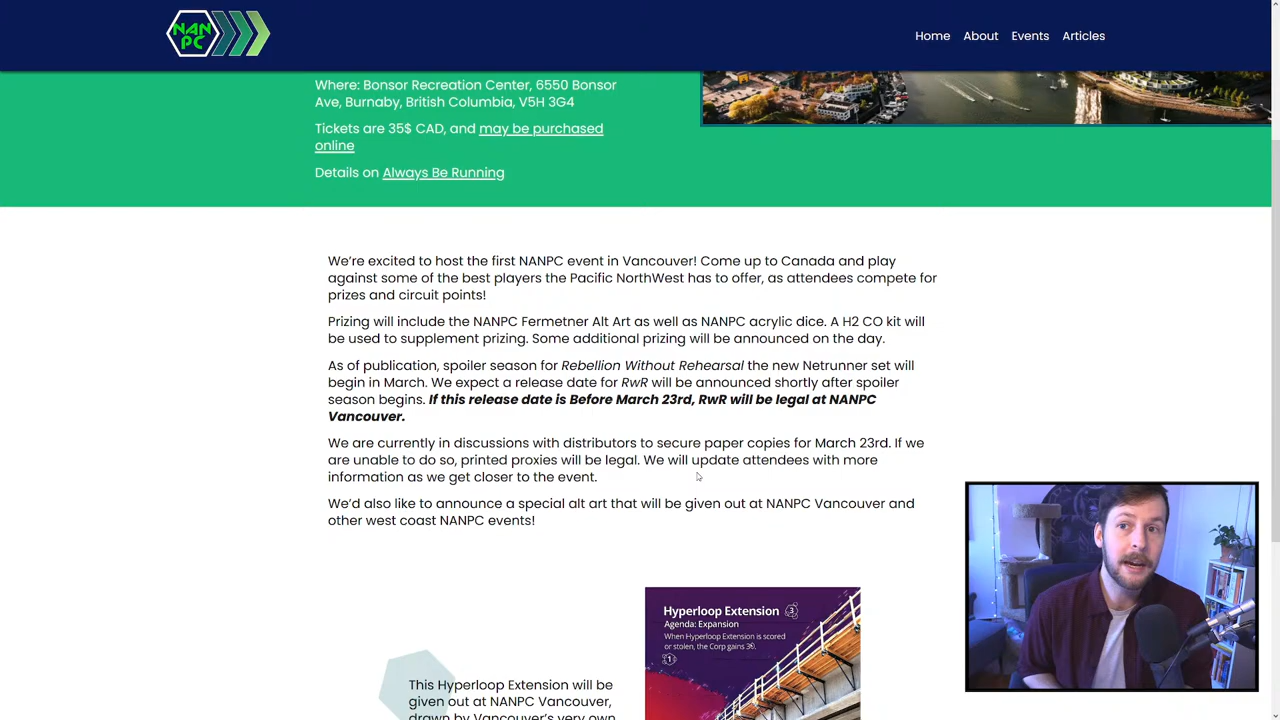 NAN
PC
Home About Events Articles
Where: Bonsor Recreation Center, 6550 Bonsor
Ave, Burnaby, British Columbia, V5H 3G4
Tickets are 35$ CAD, and may be purchased
online
Details on Always Be Running
We're excited to host the first NANPC event in Vancouver! Come up to Canada and play
against some of the best players the Pacific NorthWest has to offer, as attendees compete for
prizes and circuit points!
Prizing will include the NANPC Fermetner Alt Art as well as NANPC acrylic dice. A H2 CO kit will
be used to supplement prizing. Some additional prizing will be announced on the day.
As of publication, spoiler season for Rebellion Without Rehearsal the new Netrunner set will
begin in March. We expect a release date for RwR will be announced shortly after spoiler
season begins. If this release date is Before March 23rd, RwR will be legal at NANPC
Vancouver.
We are currently in discussions with distributors to secure paper copies for March 23rd. If we
are unable to do so, printed proxies will be legal. We will update attendees with more
information as we get closer to the event.
We'd also like to announce a special alt art that will be given out at NANPC Vancouver and
other west coast NANPC events!
Hyperloop Extension 3
Agenda: Expansion
When Hyperloop Extension is scored
or stolen, the Corp gains 3
1
This Hyperloop Extension will be
given out at NANPC Vancouver,
drawn by Vancouver's very own